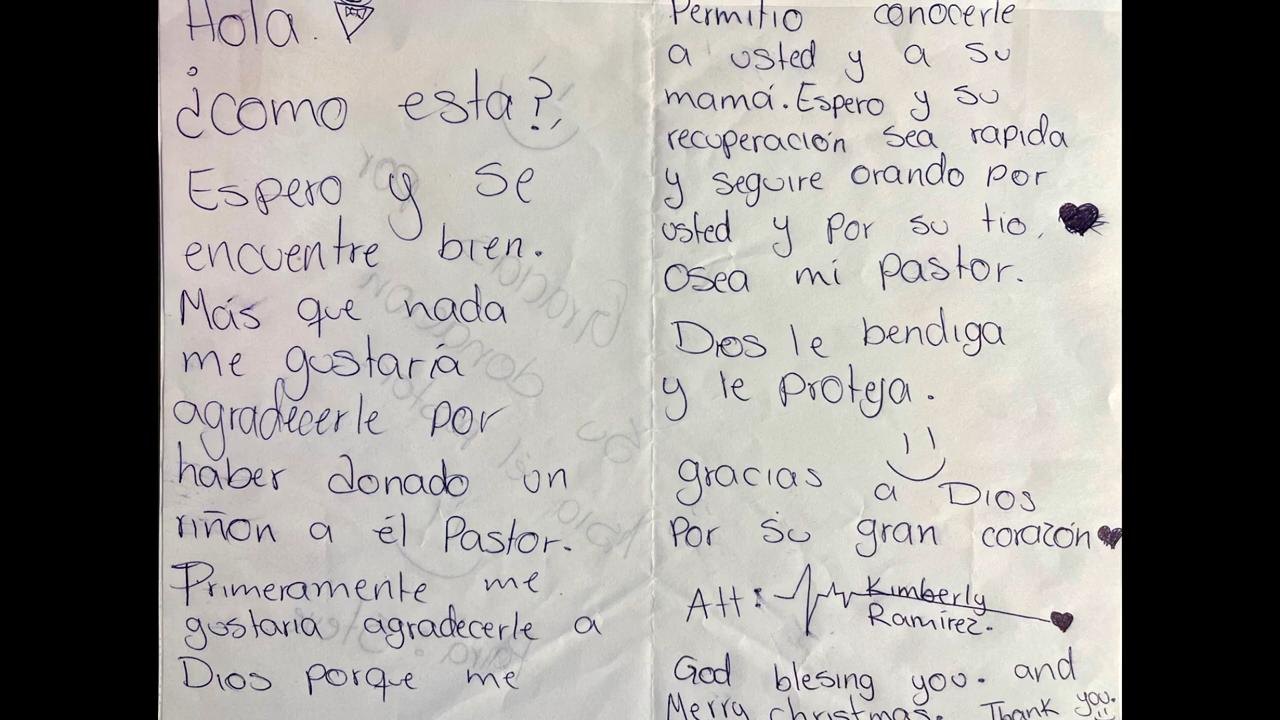 Hola.
¿como esta?
Espero y se
encuentre bien.
Más que nada
me gustaría
agradecerle por
haber donado un
riñon a él Pastor.
Primeramente me
gustaria agradecerle a
Dios porque me
Permitio conocerle
a usted y a su
mamá. Espero y su
recuperación sea rapida
y seguire orando por
usted y por su tio.
Osea mi pastor.
Dios le bendiga
y le proteja.
gracias a Dios
Por su gran corazón
Att: Kimberly
Ramirez.
God blesing you. and
Merry christmas. Thank you.